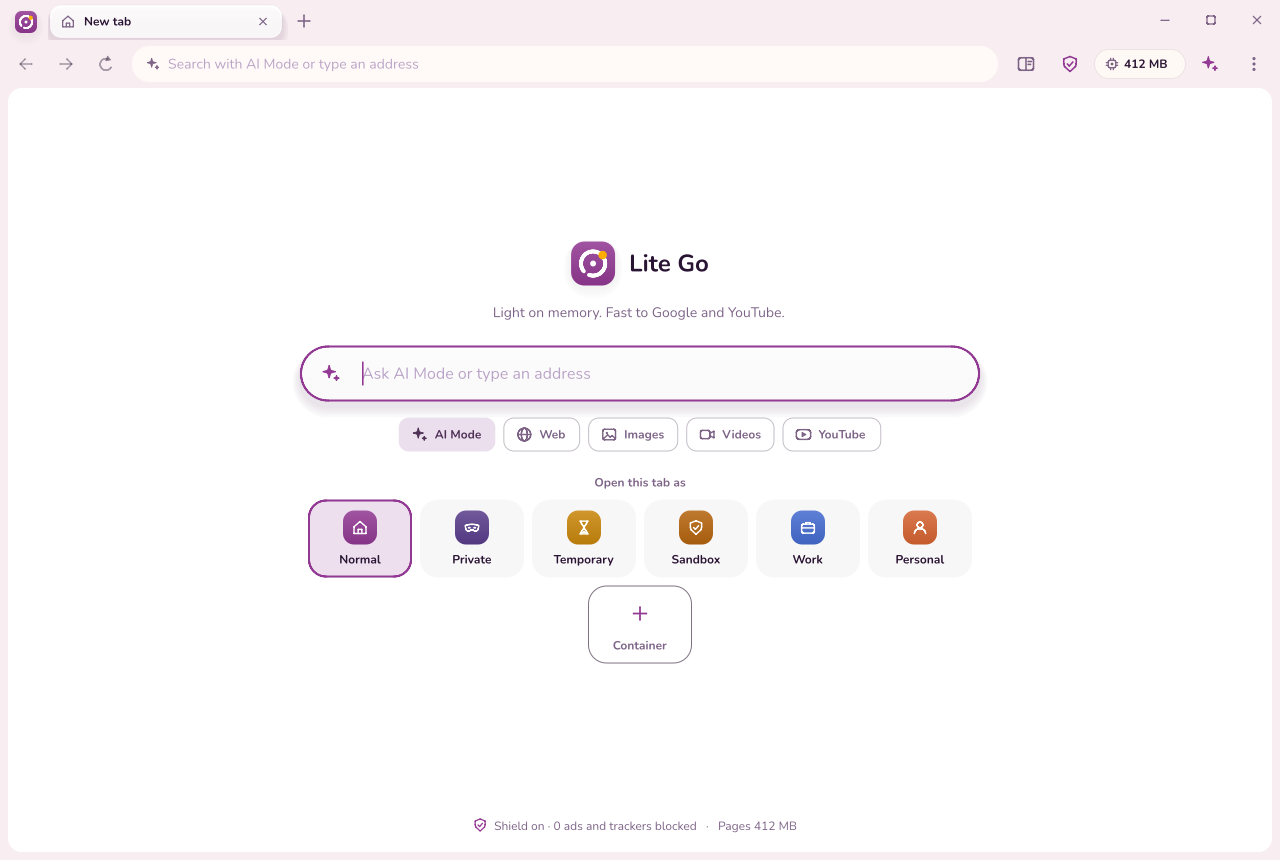 New tab
Search with AI Mode or type an address
412 MB
Lite Go
Light on memory. Fast to Google and YouTube.
Ask AI Mode or type an address
AI Mode
Web
Images
Videos
YouTube
Open this tab as
Normal
Private
Temporary
Sandbox
Work
Personal
Container
Shield on · 0 ads and trackers blocked · Pages 412 MB